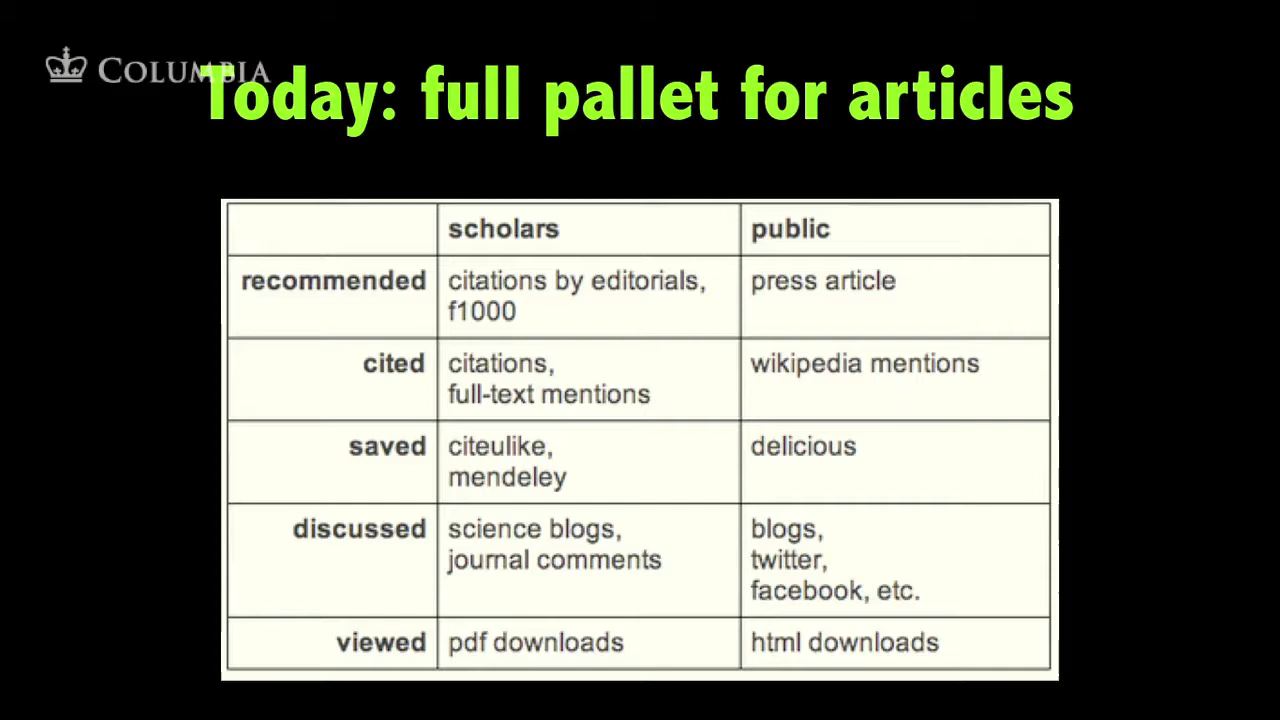 COLUMBIA
Today: full pallet for articles
scholars public
recommended citations by editorials, press article
f1000
cited citations, wikipedia mentions
full-text mentions
saved citeulike, delicious
mendeley
discussed science blogs, blogs,
journal comments twitter,
facebook, etc.
viewed pdf downloads html downloads